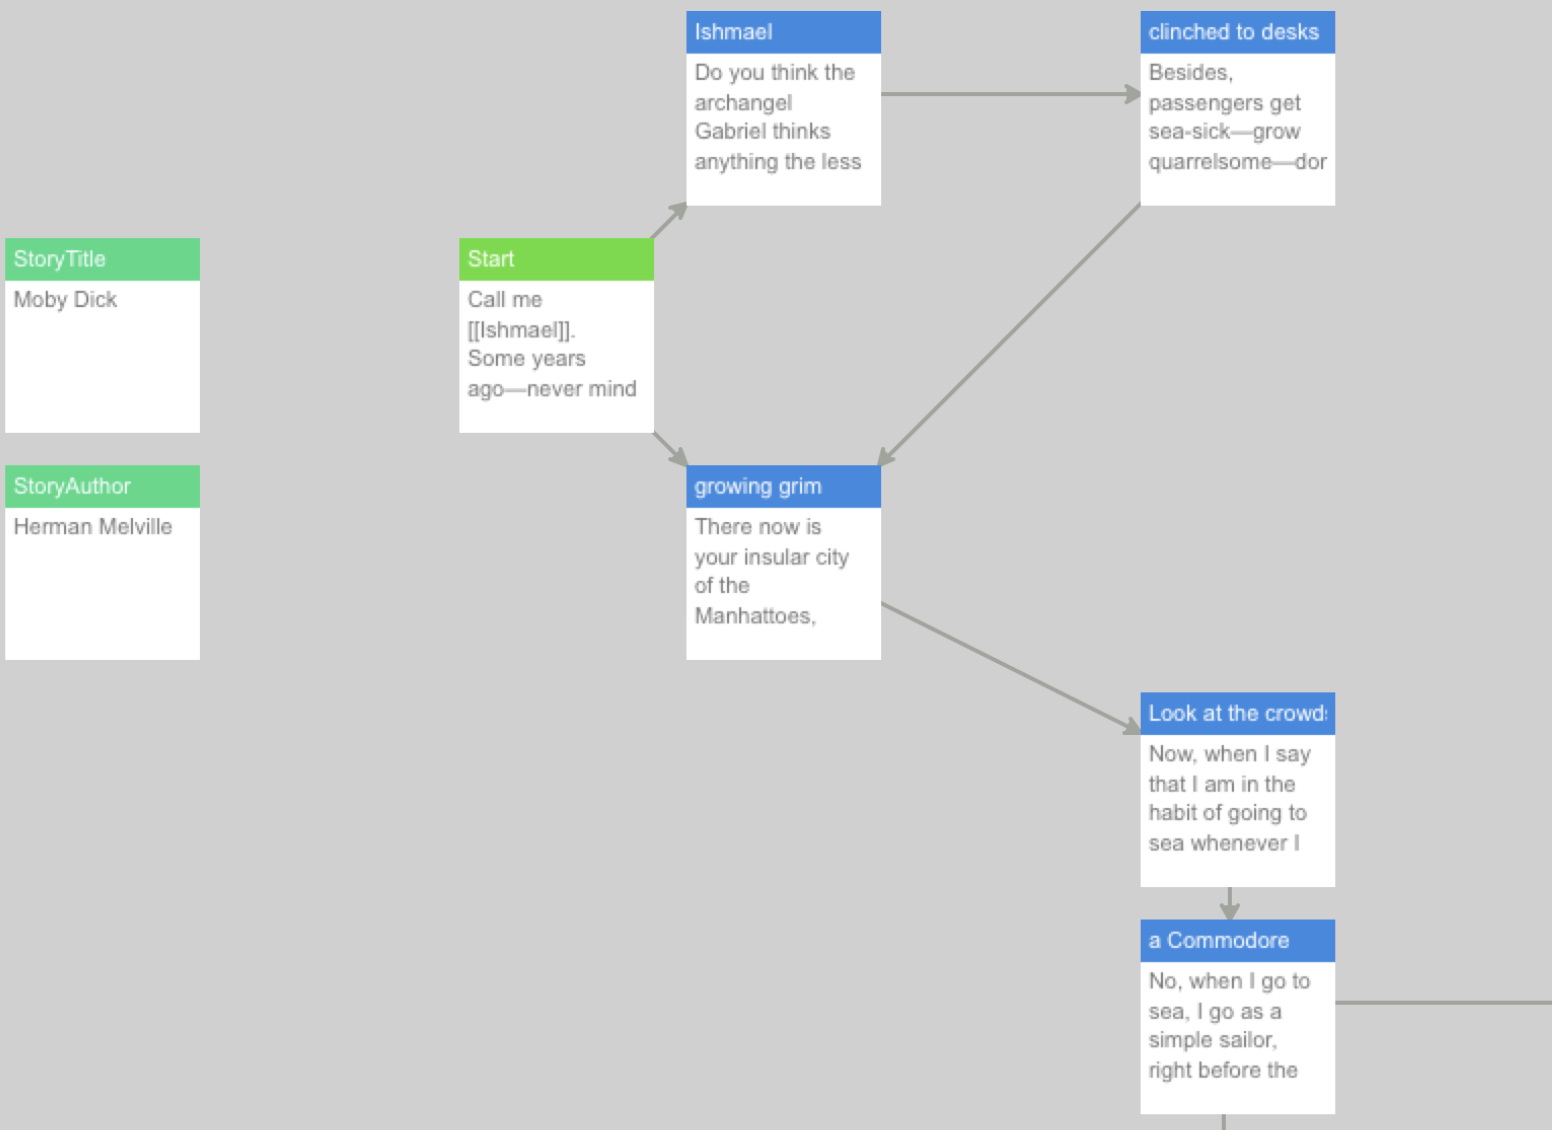 Ishmael
Do you think the
archangel
Gabriel thinks
anything the less
clinched to desks
Besides,
passengers get
sea-sick—grow
quarrelsome—dor
StoryTitle
Moby Dick
Start
Call me
[[Ishmael]].
Some years
ago—never mind
StoryAuthor
Herman Melville
growing grim
There now is
your insular city
of the
Manhattoes,
Look at the crowds
Now, when I say
that I am in the
habit of going to
sea whenever I
a Commodore
No, when I go to
sea, I go as a
simple sailor,
right before the